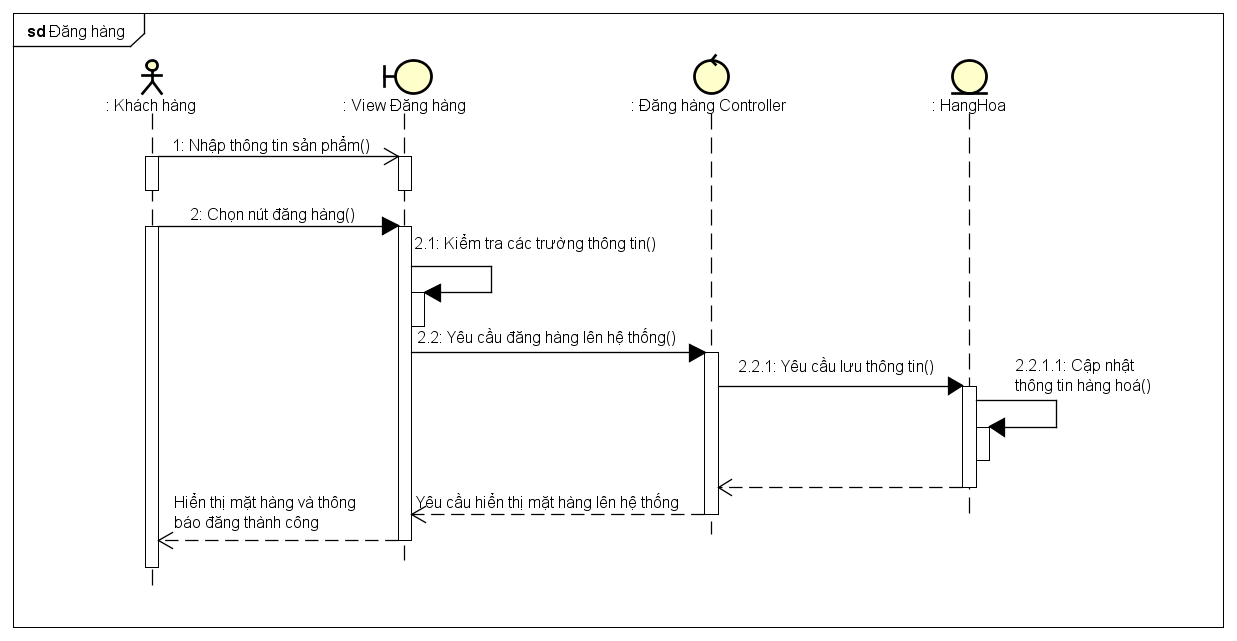 sd Đăng hàng
: Khách hàng
: View Đăng hàng
: Đăng hàng Controller
: HangHoa
1: Nhập thông tin sản phẩm()
2: Chọn nút đăng hàng()
2.1: Kiểm tra các trường thông tin()
2.2: Yêu cầu đăng hàng lên hệ thống()
2.2.1: Yêu cầu lưu thông tin()
2.2.1.1: Cập nhật
thông tin hàng hoá()
Yêu cầu hiển thị mặt hàng lên hệ thống
Hiển thị mặt hàng và thông
báo đăng thành công